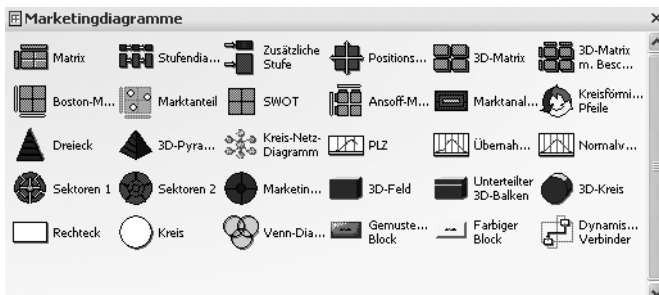 Marketingdiagramme
Matrix
Stufendia...
Zusätzliche
Stufe
Positions...
3D-Matrix
3D-Matrix
m. Besc...
Boston-M...
Marktanteil
SWOT
Ansoff-M...
Marktanal...
Kreisförmi...
Pfeile
Dreieck
3D-Pyra...
Kreis-Netz-
Diagramm
PLZ
Übernah...
Normalv...
Sektoren 1
Sektoren 2
Marketin...
3D-Feld
Unterteilter
3D-Balken
3D-Kreis
Rechteck
Kreis
Venn-Dia...
Gemuste...
Block
Farbiger
Block
Dynamis...
Verbinder